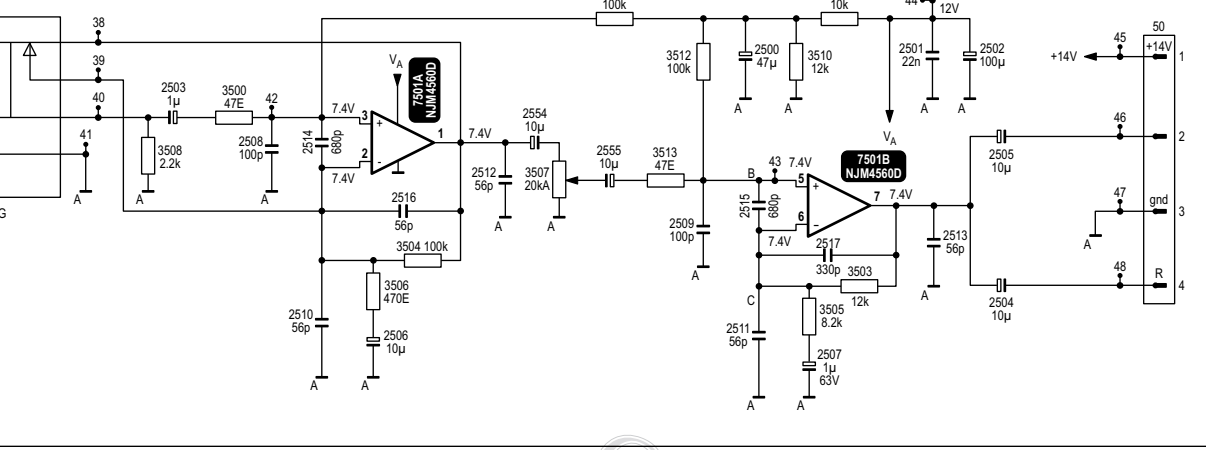 100k
10k
44
12V
38
39
40
41
A
G
3508
2.2k
A
2503
1µ
3500
47E
42
2508
100p
A
2514
680p
7.4V
3
2
7.4V
+
-
V_A
7501A
NJM4560D
1
7.4V
2516
56p
3504 100k
3506
470E
2506
10µ
A
2510
56p
A
2512
56p
A
2554
10µ
3507
20kA
A
2555
10µ
3513
47E
3512
100k
2500
47µ
A
3510
12k
A
V_A
2501
22n
A
2502
100µ
A
2509
100p
A
B
43
7.4V
5
6
7.4V
+
-
2515
680p
7501B
NJM4560D
7
7.4V
2517
330p
3503
12k
C
3505
8.2k
2507
1µ
63V
A
2511
56p
A
2513
56p
A
2505
10µ
2504
10µ
50
+14V
45
+14V
1
46
2
47
gnd
3
A
48
R
4